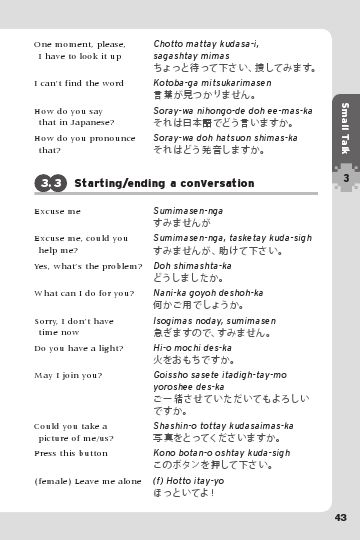 One moment, please,
I have to look it up
Chotto mattay kudasa-i,
sagashtay mimas
ちょっと待って下さい、捜してみます。
I can't find the word
Kotoba-ga mitsukarimasen
言葉が見つかりません。
How do you say
that in Japanese?
Soray-wa nihongo-de doh ee-mas-ka
それは日本語でどう言いますか。
How do you pronounce
that?
Soray-wa doh hatsuon shimas-ka
それはどう発音しますか。
Small Talk
3
3.3 Starting/ending a conversation
Excuse me
Sumimasen-nga
すみませんが
Excuse me, could you
help me?
Sumimasen-nga, tasketay kuda-sigh
すみませんが、助けて下さい。
Yes, what's the problem?
Doh shimashta-ka
どうしましたか。
What can I do for you?
Nani-ka goyoh deshoh-ka
何かご用でしょうか。
Sorry, I don't have
time now
Isogimas noday, sumimasen
急ぎますので、すみません。
Do you have a light?
Hi-o mochi des-ka
火をおもちですか。
May I join you?
Goissho sasete itadigh-tay-mo
yoroshee des-ka
ご一緒させていただいてもよろしい
ですか。
Could you take a
picture of me/us?
Shashin-o tottay kudasaimas-ka
写真をとってくださいますか。
Press this button
Kono botan-o oshtay kuda-sigh
このボタンを押して下さい。
(female) Leave me alone
(f) Hotto itay-yo
ほっといてよ!
43